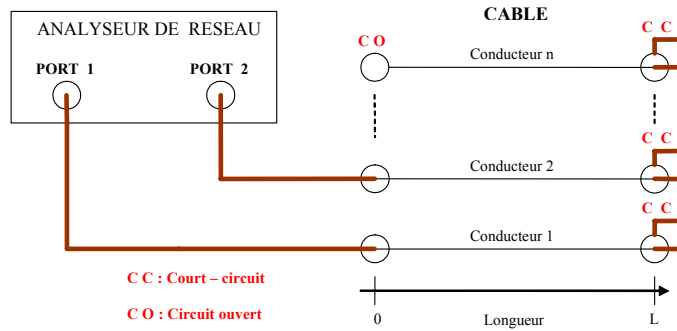 CABLE
ANALYSEUR DE RESEAU
PORT 1
PORT 2
C O
Conducteur n
C C
C C
Conducteur 2
C C
Conducteur 1
C C : Court – circuit
C O : Circuit ouvert
0
Longueur
L